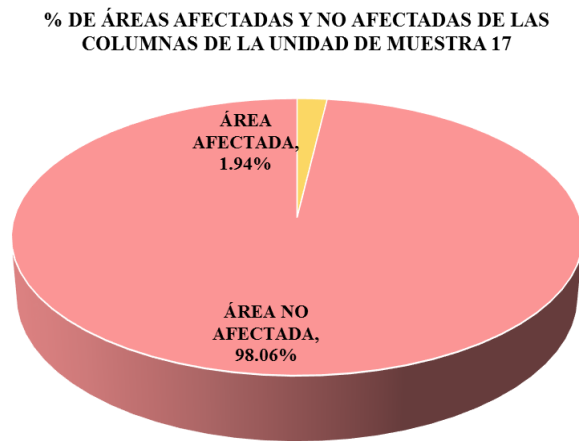 % DE ÁREAS AFECTADAS Y NO AFECTADAS DE LAS
COLUMNAS DE LA UNIDAD DE MUESTRA 17
ÁREA
AFECTADA,
1.94%
ÁREA NO
AFECTADA,
98.06%